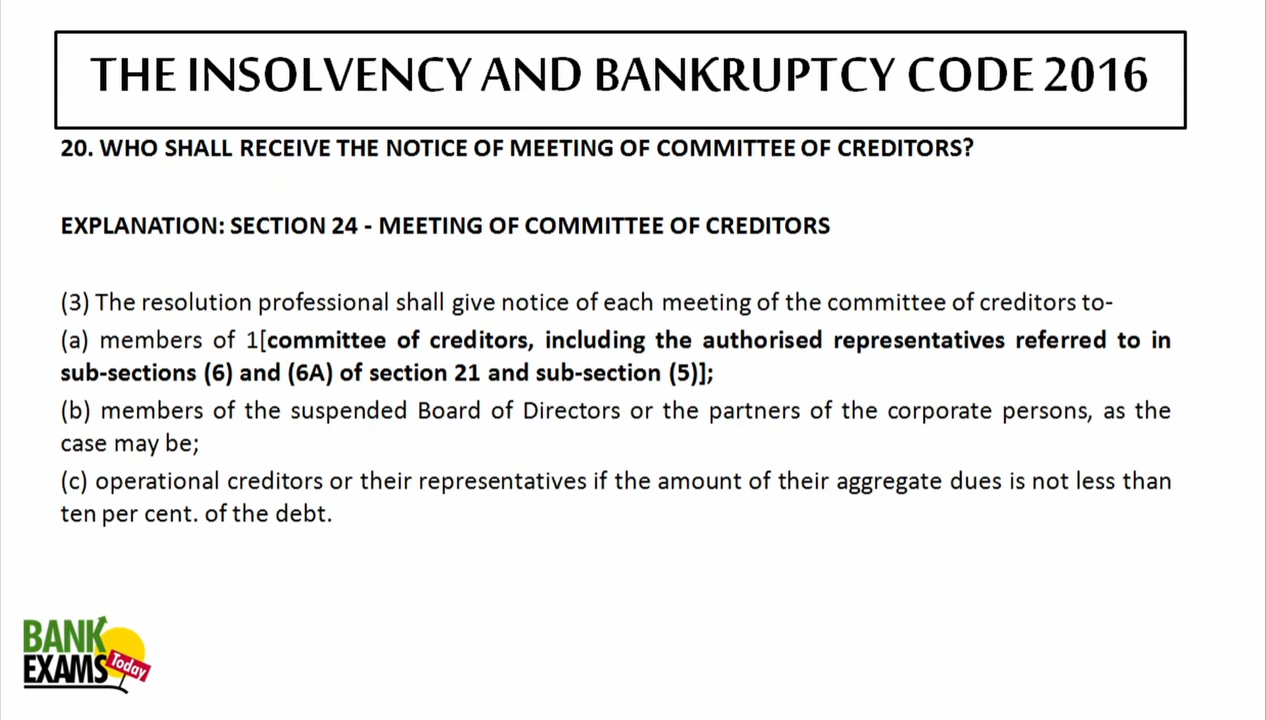 THE INSOLVENCY AND BANKRUPTCY CODE 2016
20. WHO SHALL RECEIVE THE NOTICE OF MEETING OF COMMITTEE OF CREDITORS?
EXPLANATION: SECTION 24 - MEETING OF COMMITTEE OF CREDITORS
(3) The resolution professional shall give notice of each meeting of the committee of creditors to-
(a) members of 1[committee of creditors, including the authorised representatives referred to in
sub-sections (6) and (6A) of section 21 and sub-section (5)];
(b) members of the suspended Board of Directors or the partners of the corporate persons, as the
case may be;
(c) operational creditors or their representatives if the amount of their aggregate dues is not less than
ten per cent. of the debt.
BANK
EXAMS
Today